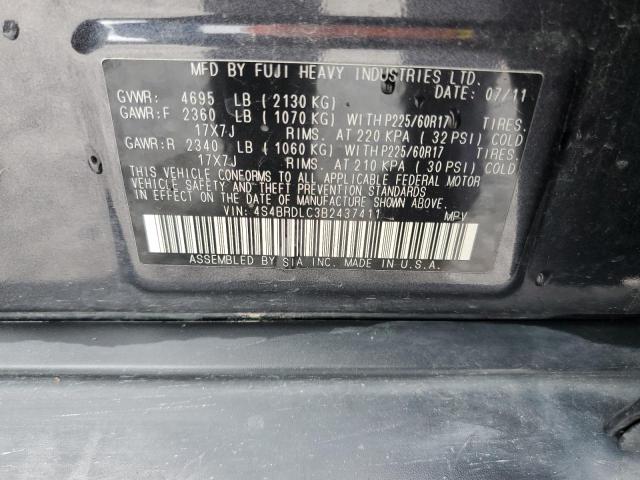 MFD BY FUJI HEAVY INDUSTRIES LTD.
DATE: 07/11
GVWR: 4695 LB ( 2130 KG)
GAWR:F 2360 LB ( 1070 KG) WITH P225/60R17 TIRES.
17X7J RIMS. AT 220 KPA ( 32 PSI) COLD
GAWR:R 2340 LB ( 1060 KG) WITH P225/60R17 TIRES.
17X7J RIMS. AT 210 KPA ( 30 PSI) COLD
THIS VEHICLE CONFORMS TO ALL APPLICABLE FEDERAL MOTOR
VEHICLE SAFETY AND THEFT PREVENTION STANDARDS
IN EFFECT ON THE DATE OF MANUFACTURE SHOWN ABOVE.
VIN: 4S4BRDLC3B2437411 MPV
ASSEMBLED BY SIA INC. MADE IN U.S.A.